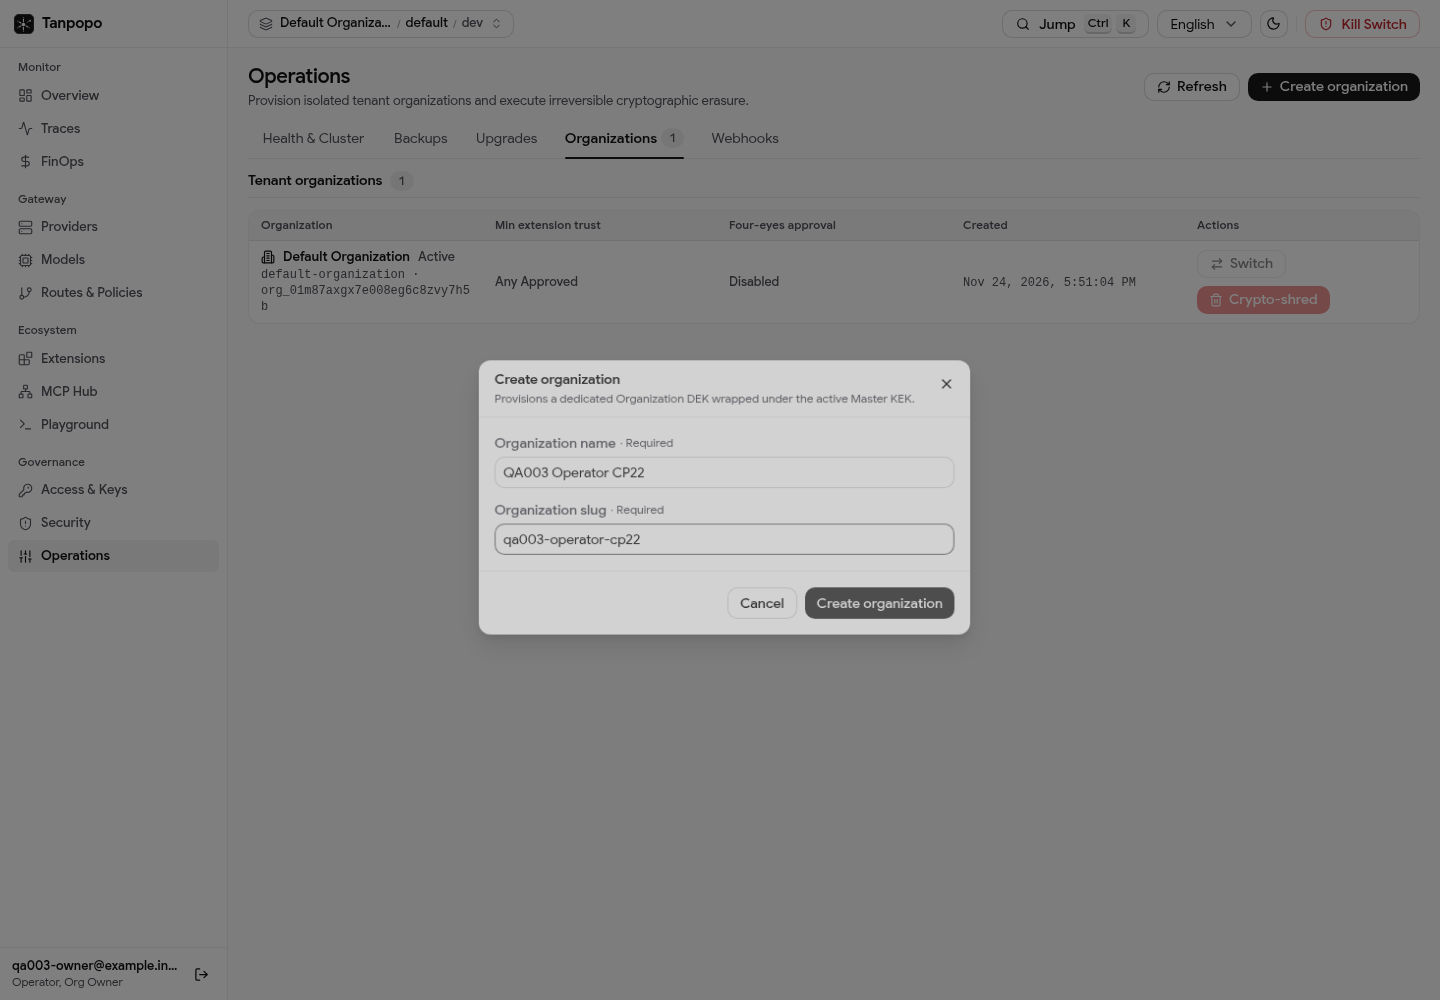 Tanpopo
Default Organiza... / default / dev
Jump Ctrl K
English
Kill Switch
Monitor
Overview
Traces
FinOps
Gateway
Providers
Models
Routes & Policies
Ecosystem
Extensions
MCP Hub
Playground
Governance
Access & Keys
Security
Operations
qa003-owner@example.in...
Operator, Org Owner
Operations
Provision isolated tenant organizations and execute irreversible cryptographic erasure.
Refresh
Create organization
Health & Cluster Backups Upgrades Organizations 1 Webhooks
Tenant organizations 1
Organization Min extension trust Four-eyes approval Created Actions
Default Organization Active
default-organization ·
org_01m87axgx7e008eg6c8zvy7h5
b
Any Approved
Disabled
Nov 24, 2026, 5:51:04 PM
Switch
Crypto-shred
Create organization
Provisions a dedicated Organization DEK wrapped under the active Master KEK.
Organization name · Required
QA003 Operator CP22
Organization slug · Required
qa003-operator-cp22
Cancel
Create organization